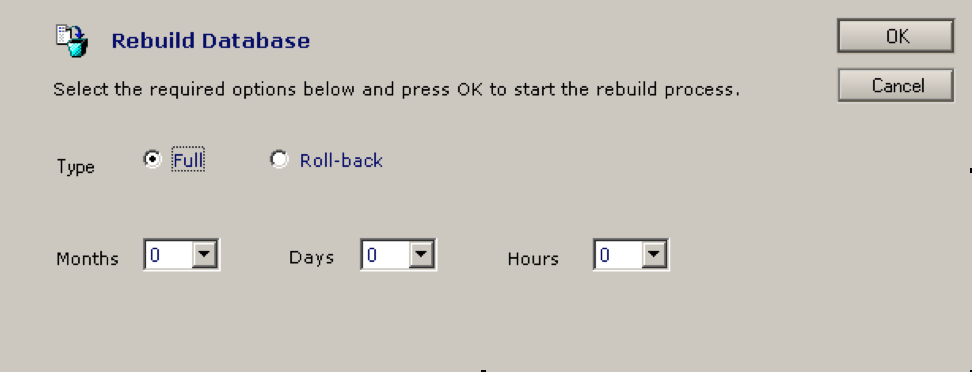 Rebuild Database
OK
Select the required options below and press OK to start the rebuild process.
Cancel
Type Full Roll-back
Months 0 Days 0 Hours 0